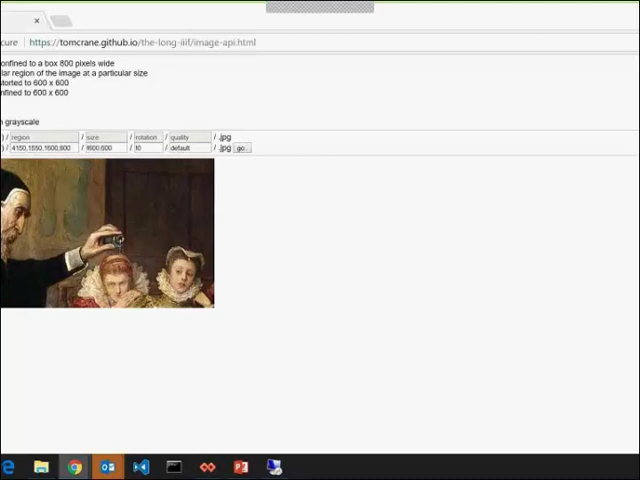 cure | https://tomcrane.github.io/the-long-iiif/image-api.html
onfined to a box 800 pixels wide
lar region of the image at a particular size
storted to 600 x 600
nfined to 600 x 600
n grayscale
) / region / size / rotation / quality / .jpg
) / 4150,1550,1600,800 / !600,600 / !0 / default / .jpg go..